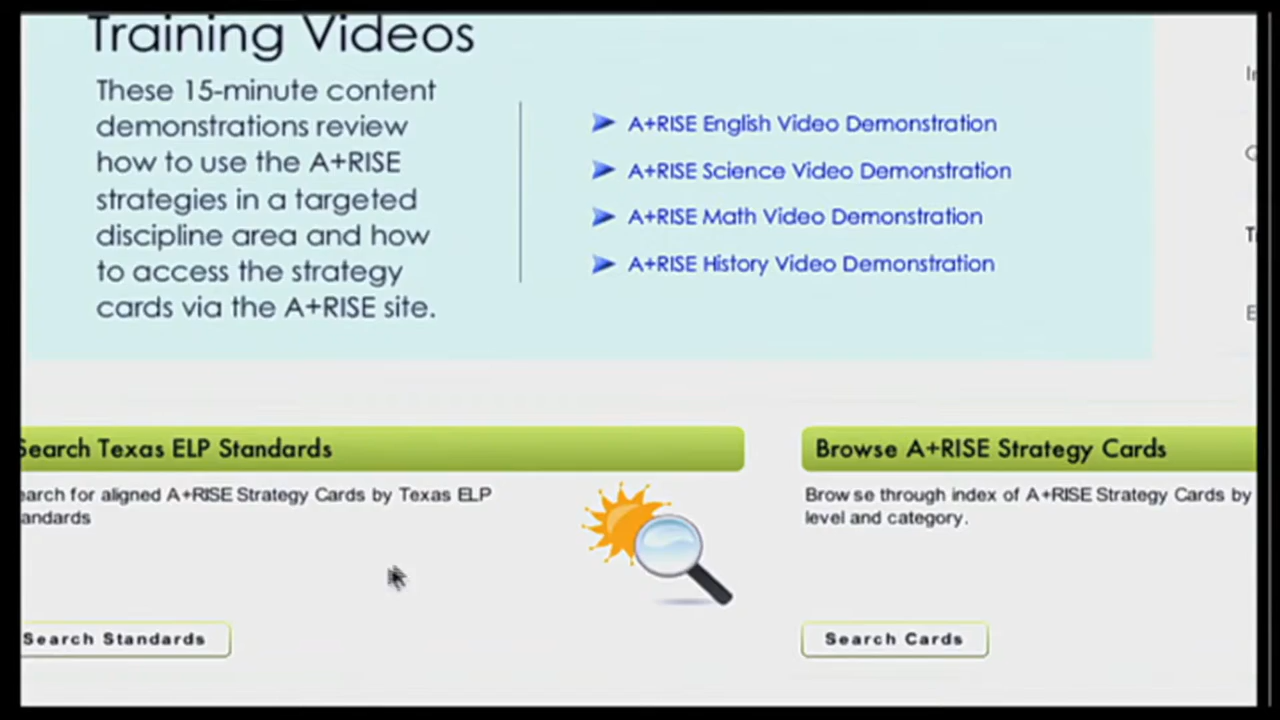 Training Videos
These 15-minute content
demonstrations review
how to use the A+RISE
strategies in a targeted
discipline area and how
to access the strategy
cards via the A+RISE site.
A+RISE English Video Demonstration
A+RISE Science Video Demonstration
A+RISE Math Video Demonstration
A+RISE History Video Demonstration
Search Texas ELP Standards
earch for aligned A+RISE Strategy Cards by Texas ELP
andards
Search Standards
Browse A+RISE Strategy Cards
Browse through index of A+RISE Strategy Cards by
level and category.
Search Cards